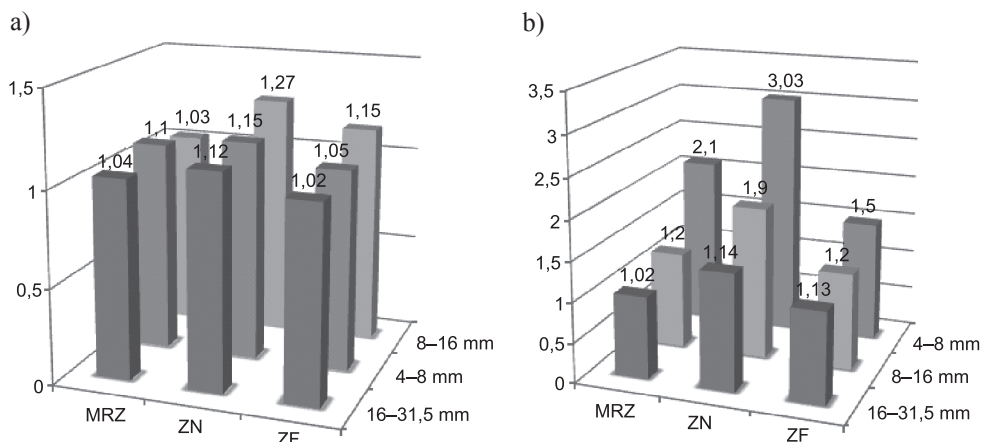 a)
1,5
1
0,5
0
1,04
1,1
1,03
1,12
1,15
1,27
1,02
1,05
1,15
MRZ
ZN
ZF
8–16 mm
4–8 mm
16–31,5 mm
b)
3,5
3
2,5
2
1,5
1
0,5
0
1,02
1,2
2,1
1,14
1,9
3,03
1,13
1,2
1,5
MRZ
ZN
ZF
4–8 mm
8–16 mm
16–31,5 mm